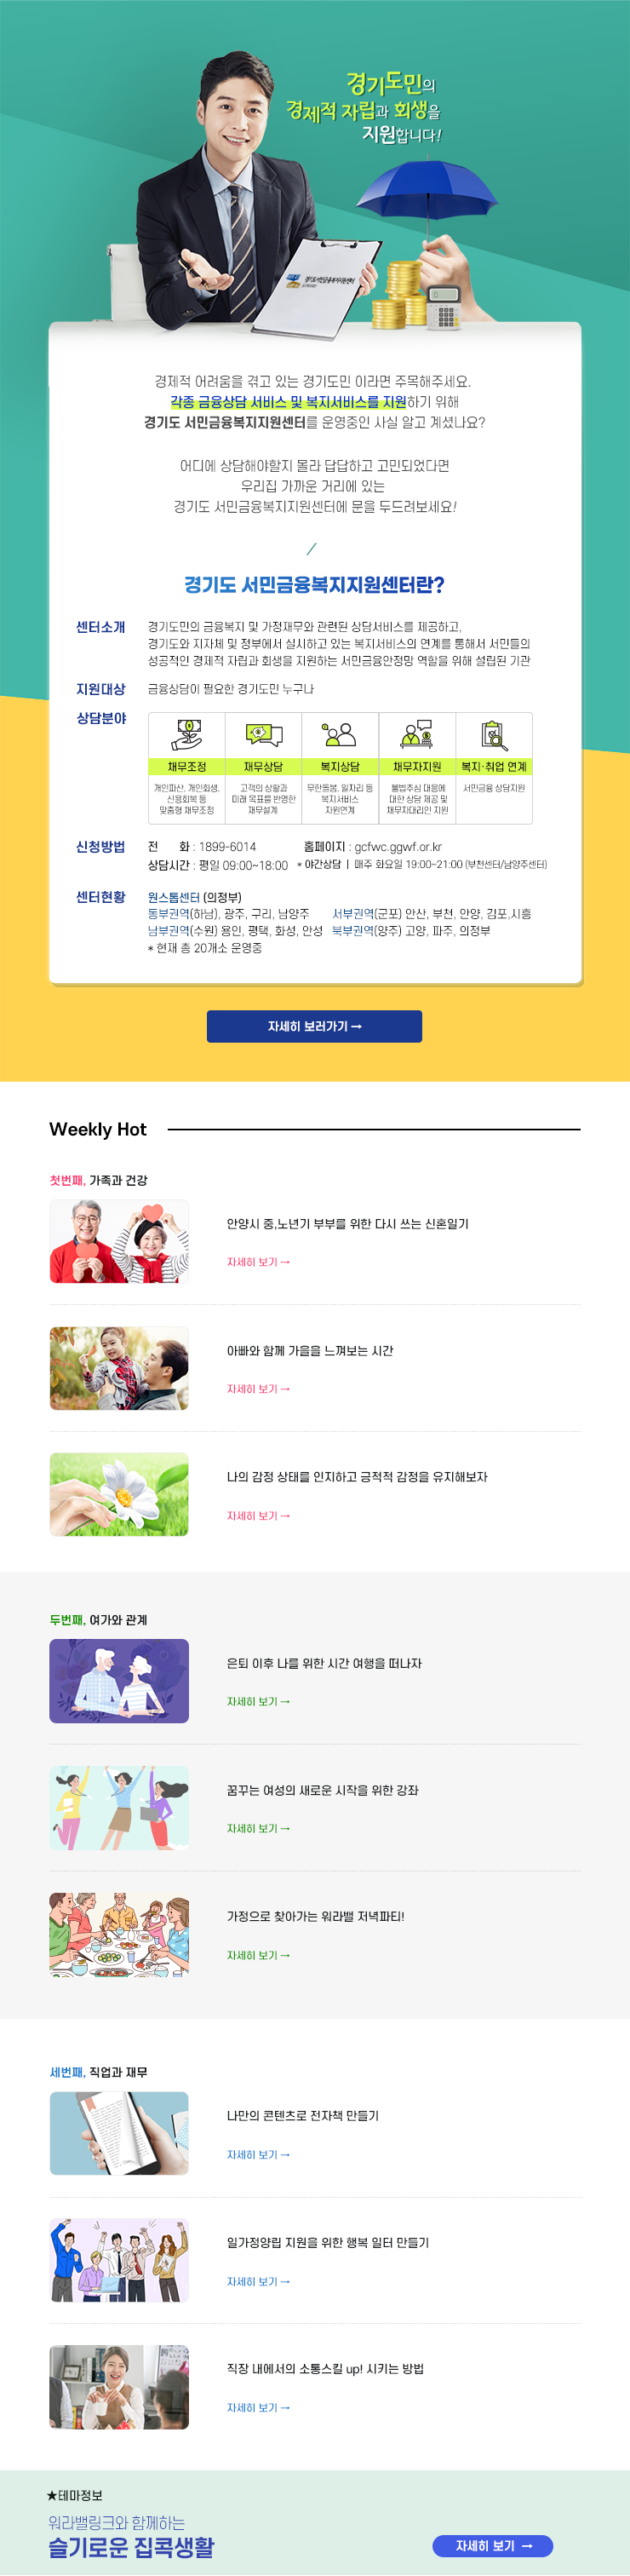 경기도민의
경제적 자립과 회생을
지원합니다!
경기도서민금융복지지원센터
경제적 어려움을 겪고 있는 경기도민 이라면 주목해주세요.
각종 금융상담 서비스 및 복지서비스를 지원하기 위해
경기도 서민금융복지지원센터를 운영중인 사실 알고 계셨나요?
어디에 상담해야할지 몰라 답답하고 고민되었다면
우리집 가까운 거리에 있는
경기도 서민금융복지지원센터에 문을 두드려보세요!
경기도 서민금융복지지원센터란?
센터소개 경기도민의 금융복지 및 가정재무와 관련된 상담서비스를 제공하고,
경기도와 지자체 및 정부에서 실시하고 있는 복지서비스의 연계를 통해서 서민들의
성공적인 경제적 자립과 회생을 지원하는 서민금융안정망 역할을 위해 설립된 기관
지원대상 금융상담이 필요한 경기도민 누구나
상담분야
채무조정 재무상담 복지상담 채무자지원 복지·취업 연계
개인파산, 개인회생, 고객의 상황과 무한돌봄, 일자리 등 불법추심 대응에 서민금융 상담지원
신용회복 등 미래 목표를 반영한 복지서비스 대한 상담 제공 및
맞춤형 채무조정 재무설계 자원연계 채무자대리인 지원
신청방법 전 화 : 1899-6014 홈페이지 : gcfwc.ggwf.or.kr
상담시간 : 평일 09:00~18:00 * 야간상담 | 매주 화요일 19:00~21:00 (부천센터/남양주센터)
센터현황 원스톱센터 (의정부)
동부권역(하남), 광주, 구리, 남양주 서부권역(군포) 안산, 부천, 안양, 김포,시흥
남부권역(수원) 용인, 평택, 화성, 안성 북부권역(양주) 고양, 파주, 의정부
* 현재 총 20개소 운영중
자세히 보러가기 →
Weekly Hot
첫번째, 가족과 건강
안양시 중,노년기 부부를 위한 다시 쓰는 신혼일기
자세히 보기 →
아빠와 함께 가을을 느껴보는 시간
자세히 보기 →
나의 감정 상태를 인지하고 긍적적 감정을 유지해보자
자세히 보기 →
두번째, 여가와 관계
은퇴 이후 나를 위한 시간 여행을 떠나자
자세히 보기 →
꿈꾸는 여성의 새로운 시작을 위한 강좌
자세히 보기 →
가정으로 찾아가는 워라밸 저녁파티!
자세히 보기 →
세번째, 직업과 재무
나만의 콘텐츠로 전자책 만들기
자세히 보기 →
일가정양립 지원을 위한 행복 일터 만들기
자세히 보기 →
직장 내에서의 소통스킬 up! 시키는 방법
자세히 보기 →
★테마정보
워라밸링크와 함께하는
슬기로운 집콕생활
자세히 보기 →